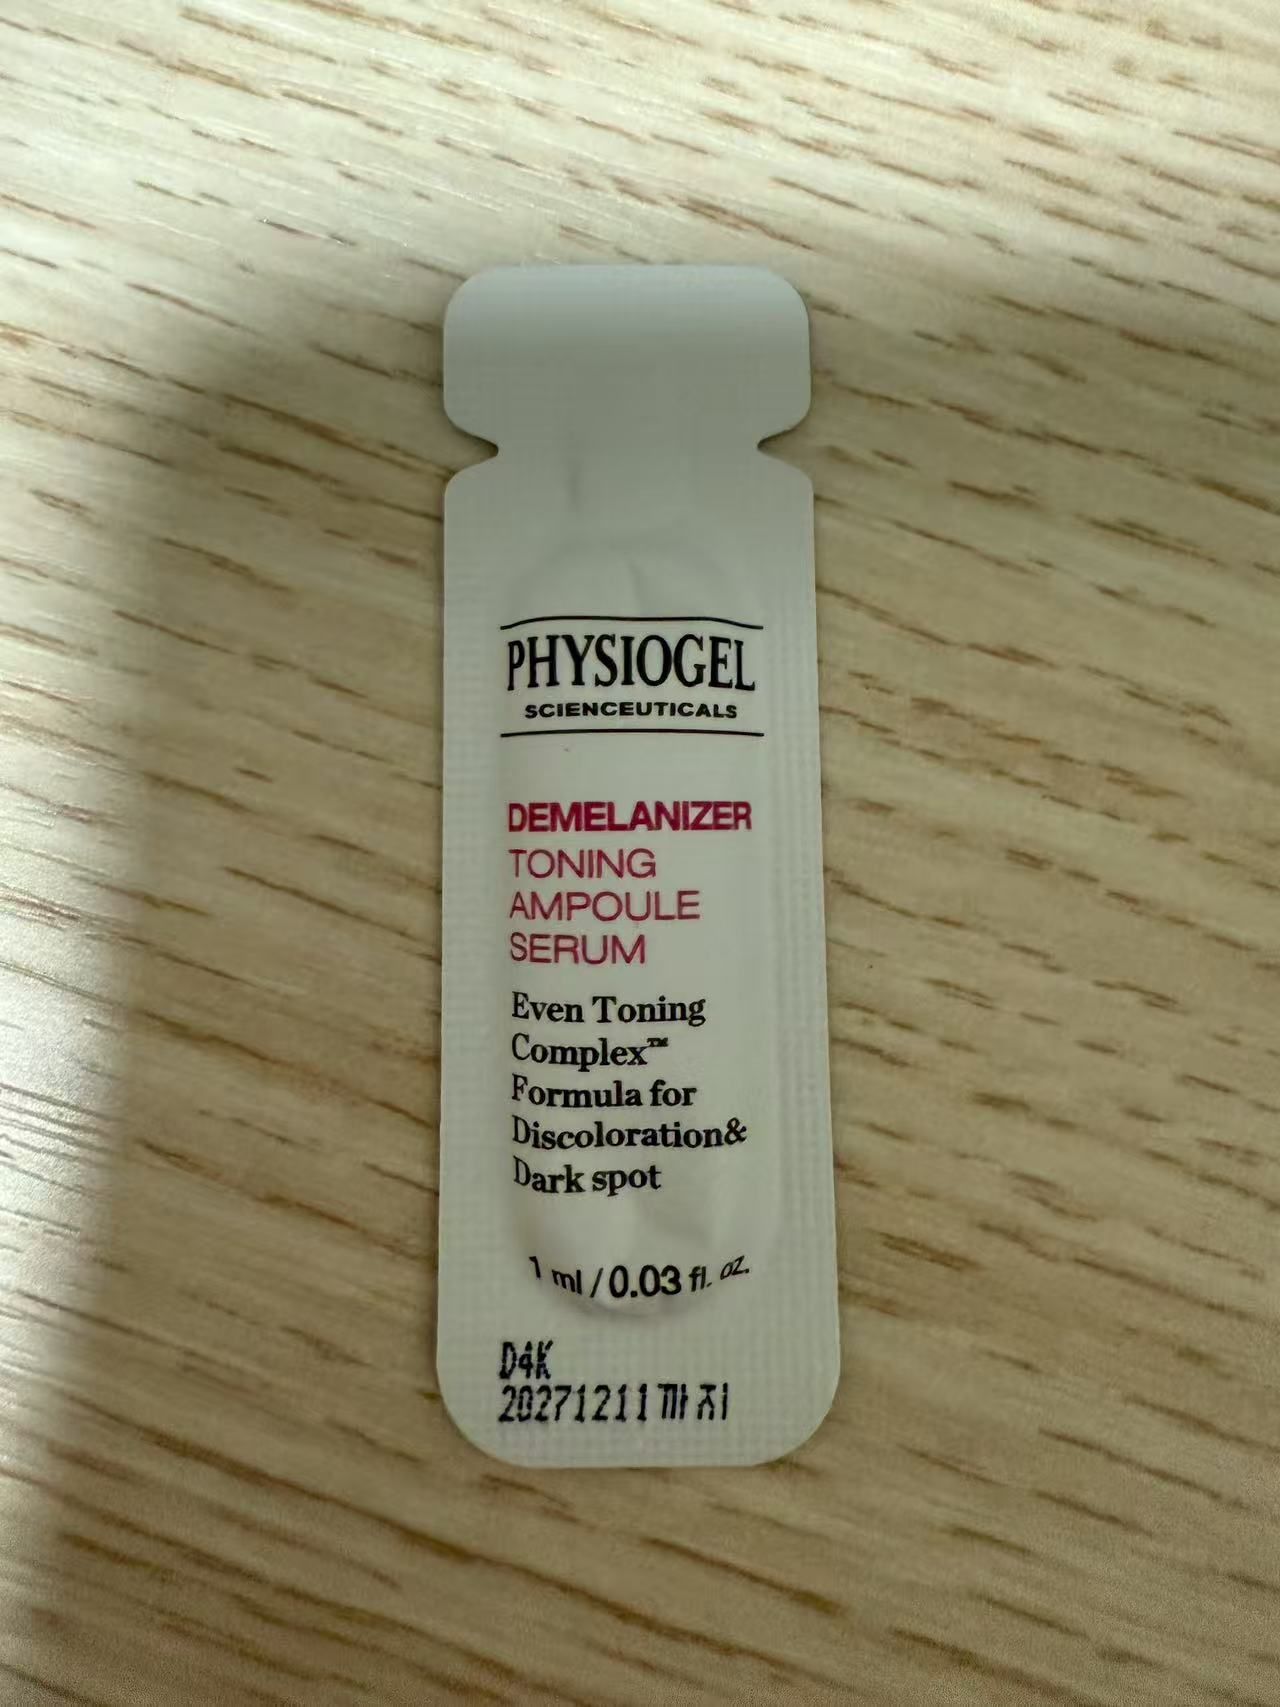 PHYSIOGEL
SCIENCEUTICALS
DEMELANIZER
TONING
AMPOULE
SERUM
Even Toning
Complex™
Formula for
Discoloration&
Dark spot
1 ml / 0.03 fl. oz.
D4K
20271211까지